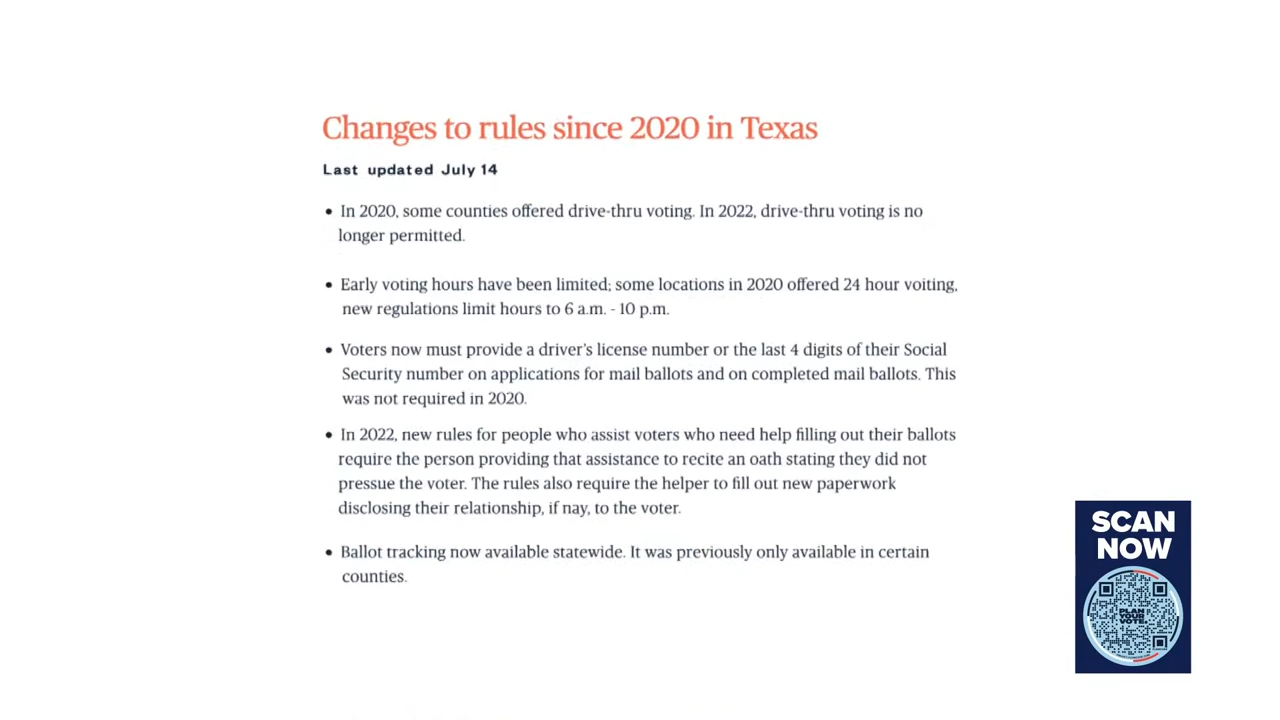 Changes to rules since 2020 in Texas
Last updated July 14
• In 2020, some counties offered drive-thru voting. In 2022, drive-thru voting is no
longer permitted.
• Early voting hours have been limited; some locations in 2020 offered 24 hour voiting,
new regulations limit hours to 6 a.m. - 10 p.m.
• Voters now must provide a driver's license number or the last 4 digits of their Social
Security number on applications for mail ballots and on completed mail ballots. This
was not required in 2020.
• In 2022, new rules for people who assist voters who need help filling out their ballots
require the person providing that assistance to recite an oath stating they did not
pressue the voter. The rules also require the helper to fill out new paperwork
disclosing their relationship, if nay, to the voter.
• Ballot tracking now available statewide. It was previously only available in certain
counties.
SCAN
NOW
PLAN
YOUR
VOTE.